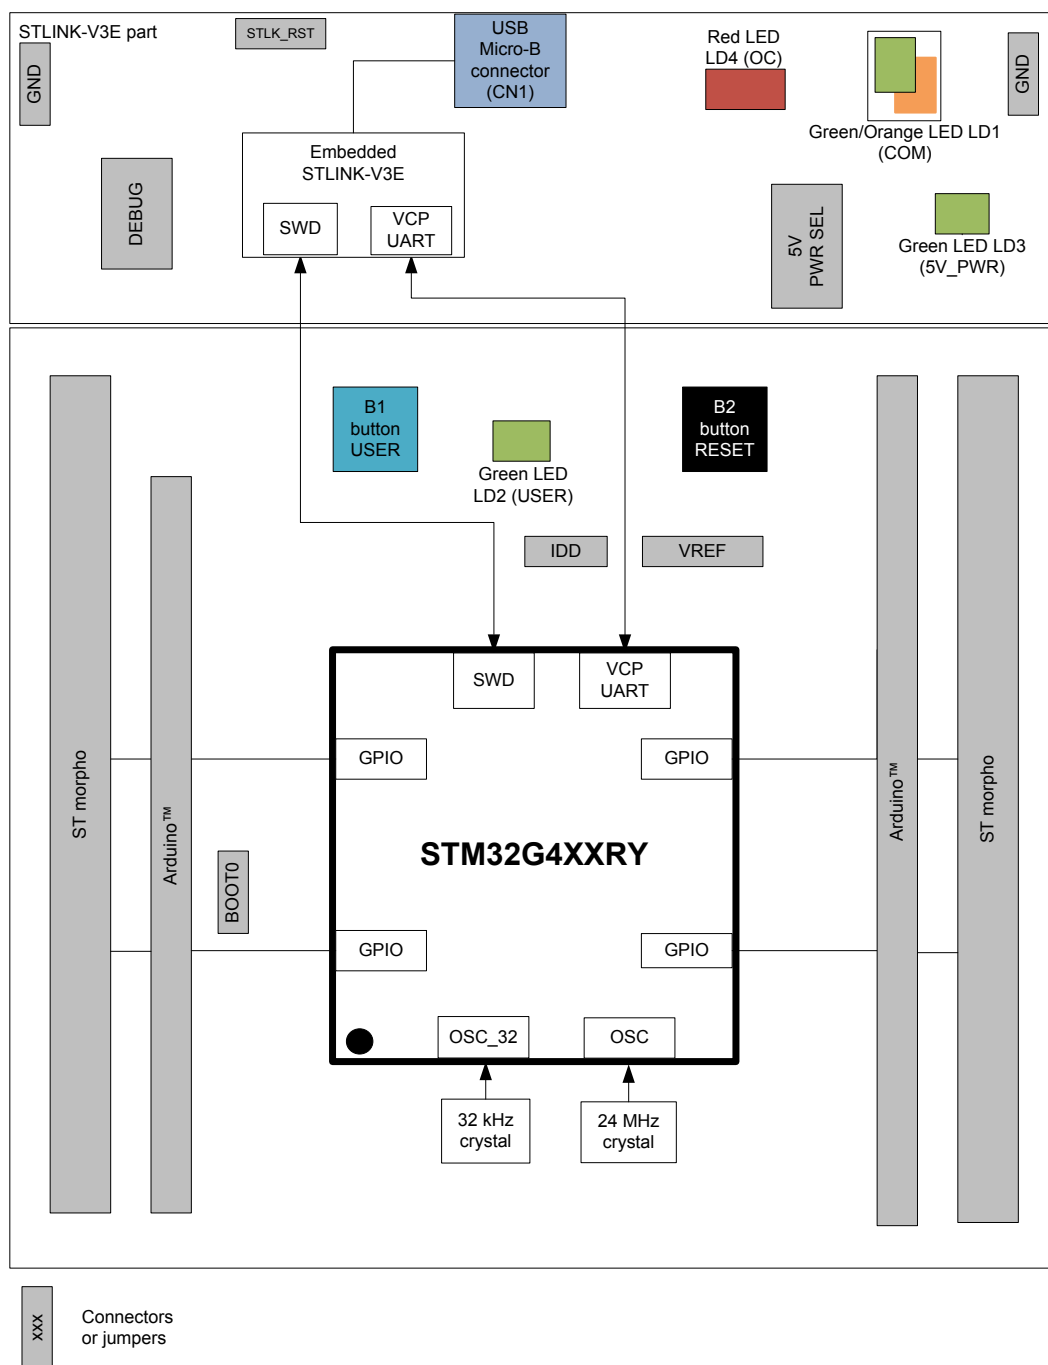 STLINK-V3E part
STLK_RST
USB
Micro-B
connector
(CN1)
Red LED
LD4 (OC)
GND
GND
Green/Orange LED LD1
(COM)
Embedded
STLINK-V3E
DEBUG
SWD
VCP
UART
5V
PWR SEL
Green LED LD3
(5V_PWR)
B1
button
USER
Green LED
LD2 (USER)
B2
button
RESET
IDD
VREF
SWD
VCP
UART
ST morpho
Arduino™
GPIO
GPIO
Arduino™
ST morpho
STM32G4XXRY
BOOT0
GPIO
GPIO
OSC_32
OSC
32 kHz
crystal
24 MHz
crystal
xxx
Connectors
or jumpers